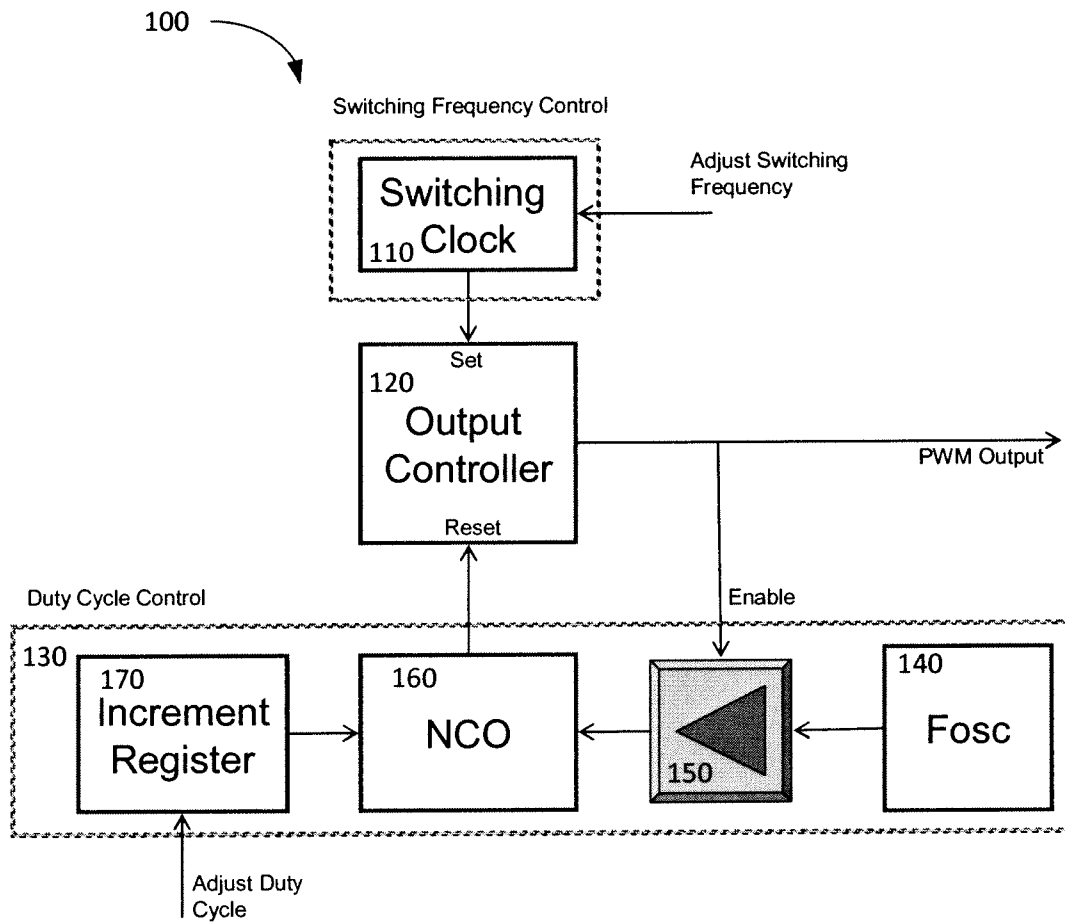 100
Switching Frequency Control
Switching
Clock
110
Adjust Switching
Frequency
Set
120
Output
Controller
Reset
PWM Output
Duty Cycle Control
Enable
130
170
Increment
Register
160
NCO
150
140
Fosc
Adjust Duty
Cycle